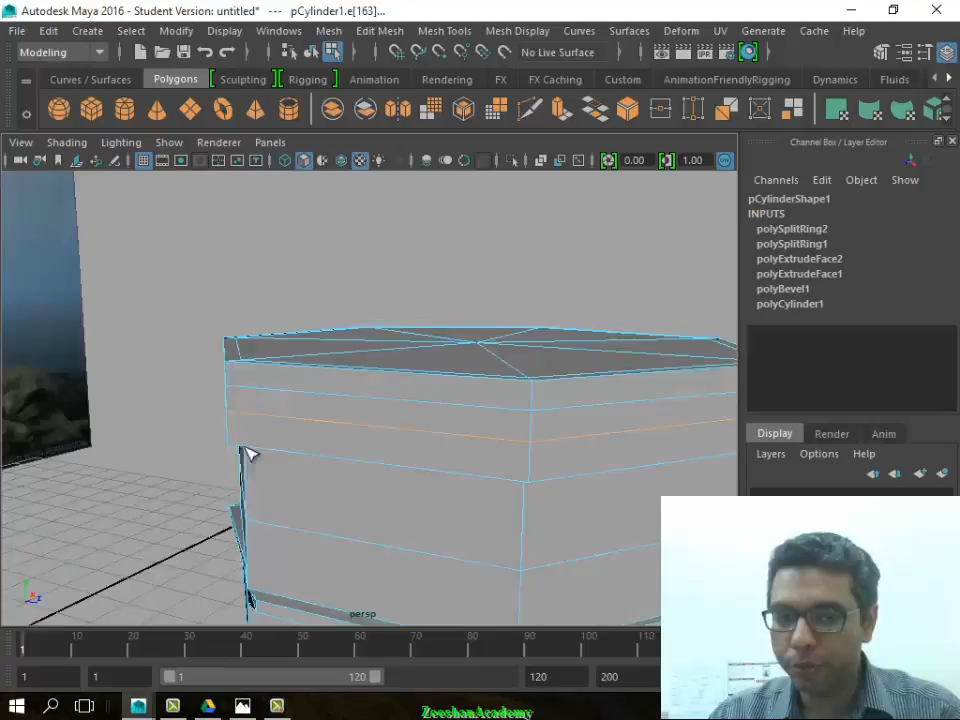 Autodesk Maya 2016 - Student Version: untitled* --- pCylinder1.e[163]...
File Edit Create Select Modify Display Windows Mesh Edit Mesh Mesh Tools Mesh Display Curves Surfaces Deform UV Generate Cache Help
Modeling No Live Surface
Curves / Surfaces Polygons Sculpting Rigging Animation Rendering FX FX Caching Custom AnimationFriendlyRigging Dynamics Fluids
View Shading Lighting Show Renderer Panels
Channel Box / Layer Editor
0.00 1.00
Channels Edit Object Show
pCylinderShape1
INPUTS
polySplitRing2
polySplitRing1
polyExtrudeFace2
polyExtrudeFace1
polyBevel1
polyCylinder1
Display Render Anim
Layers Options Help
persp
1 10 20 30 40 50 60 70 80 90 100 110
1 1 1 120 120 200
ZeeshanAcademy